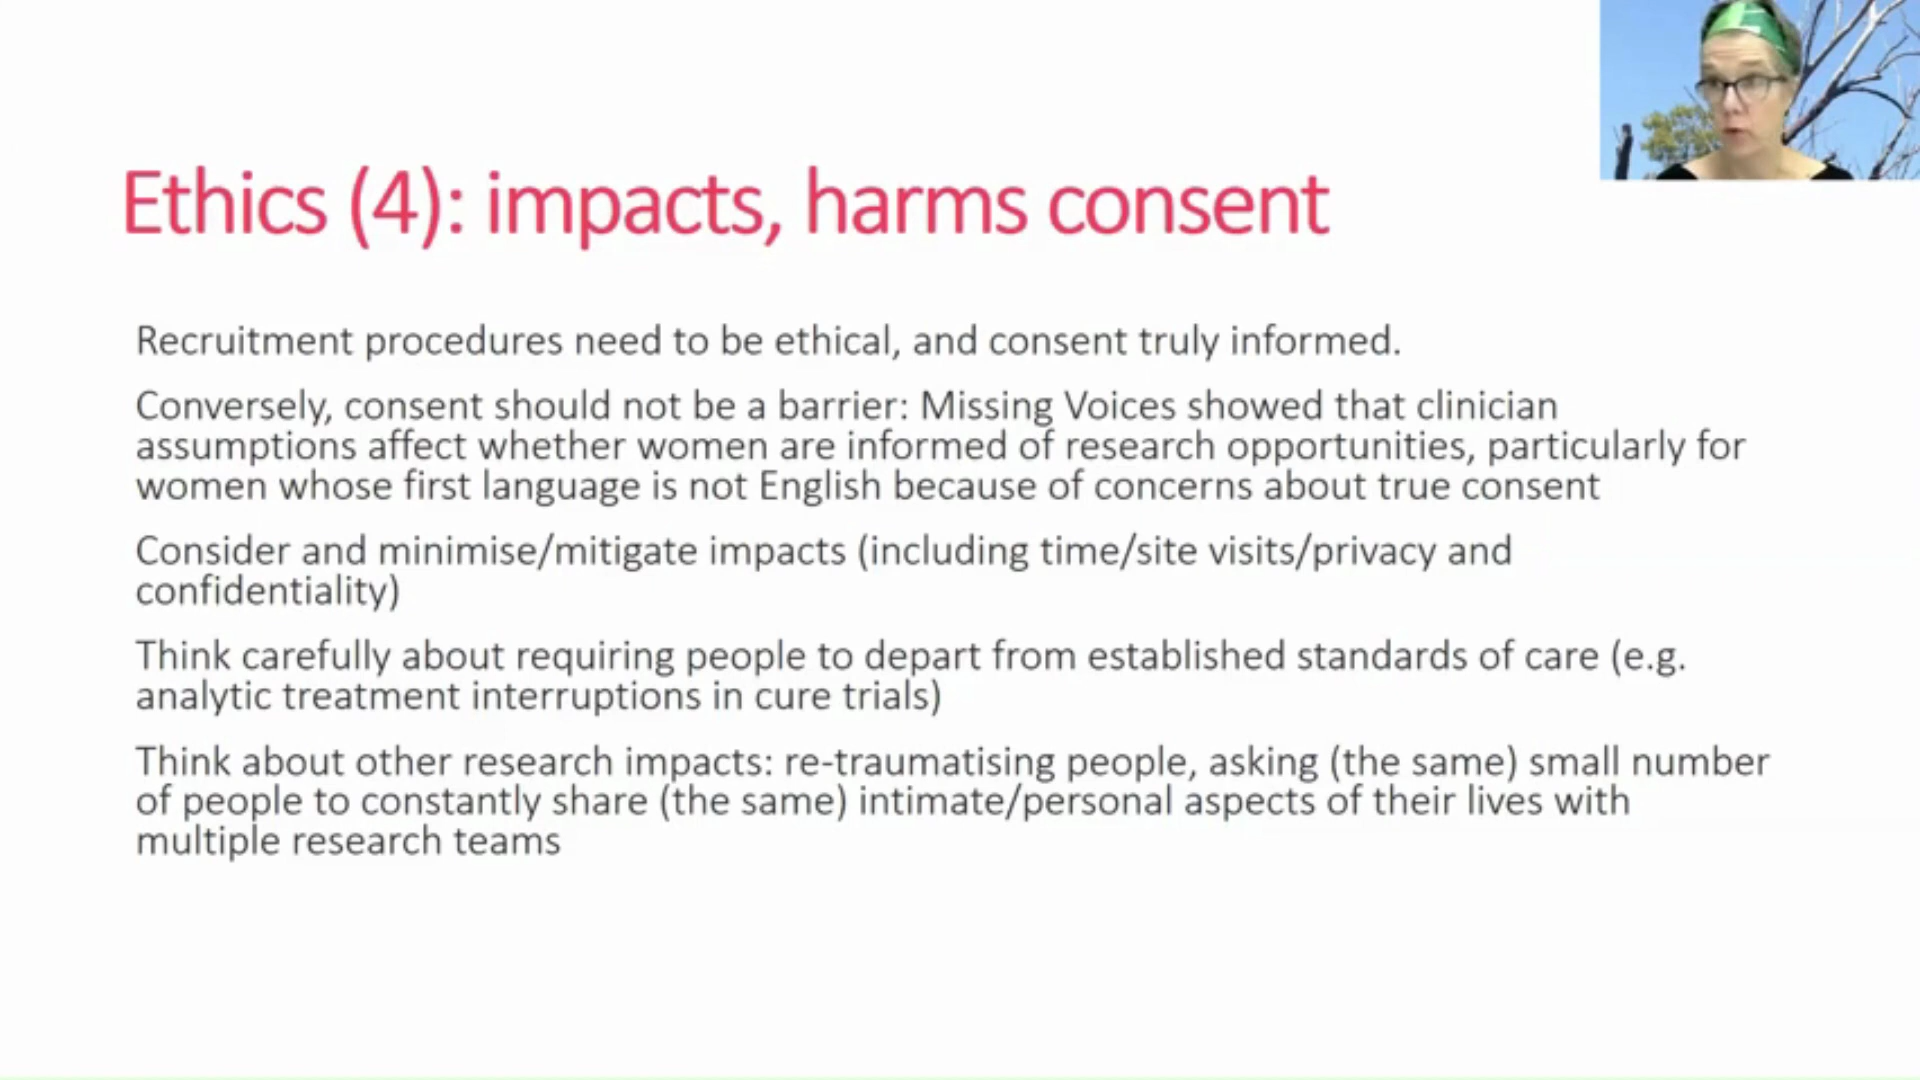 Ethics (4): impacts, harms consent
Recruitment procedures need to be ethical, and consent truly informed.
Conversely, consent should not be a barrier: Missing Voices showed that clinician
assumptions affect whether women are informed of research opportunities, particularly for
women whose first language is not English because of concerns about true consent
Consider and minimise/mitigate impacts (including time/site visits/privacy and
confidentiality)
Think carefully about requiring people to depart from established standards of care (e.g.
analytic treatment interruptions in cure trials)
Think about other research impacts: re-traumatising people, asking (the same) small number
of people to constantly share (the same) intimate/personal aspects of their lives with
multiple research teams